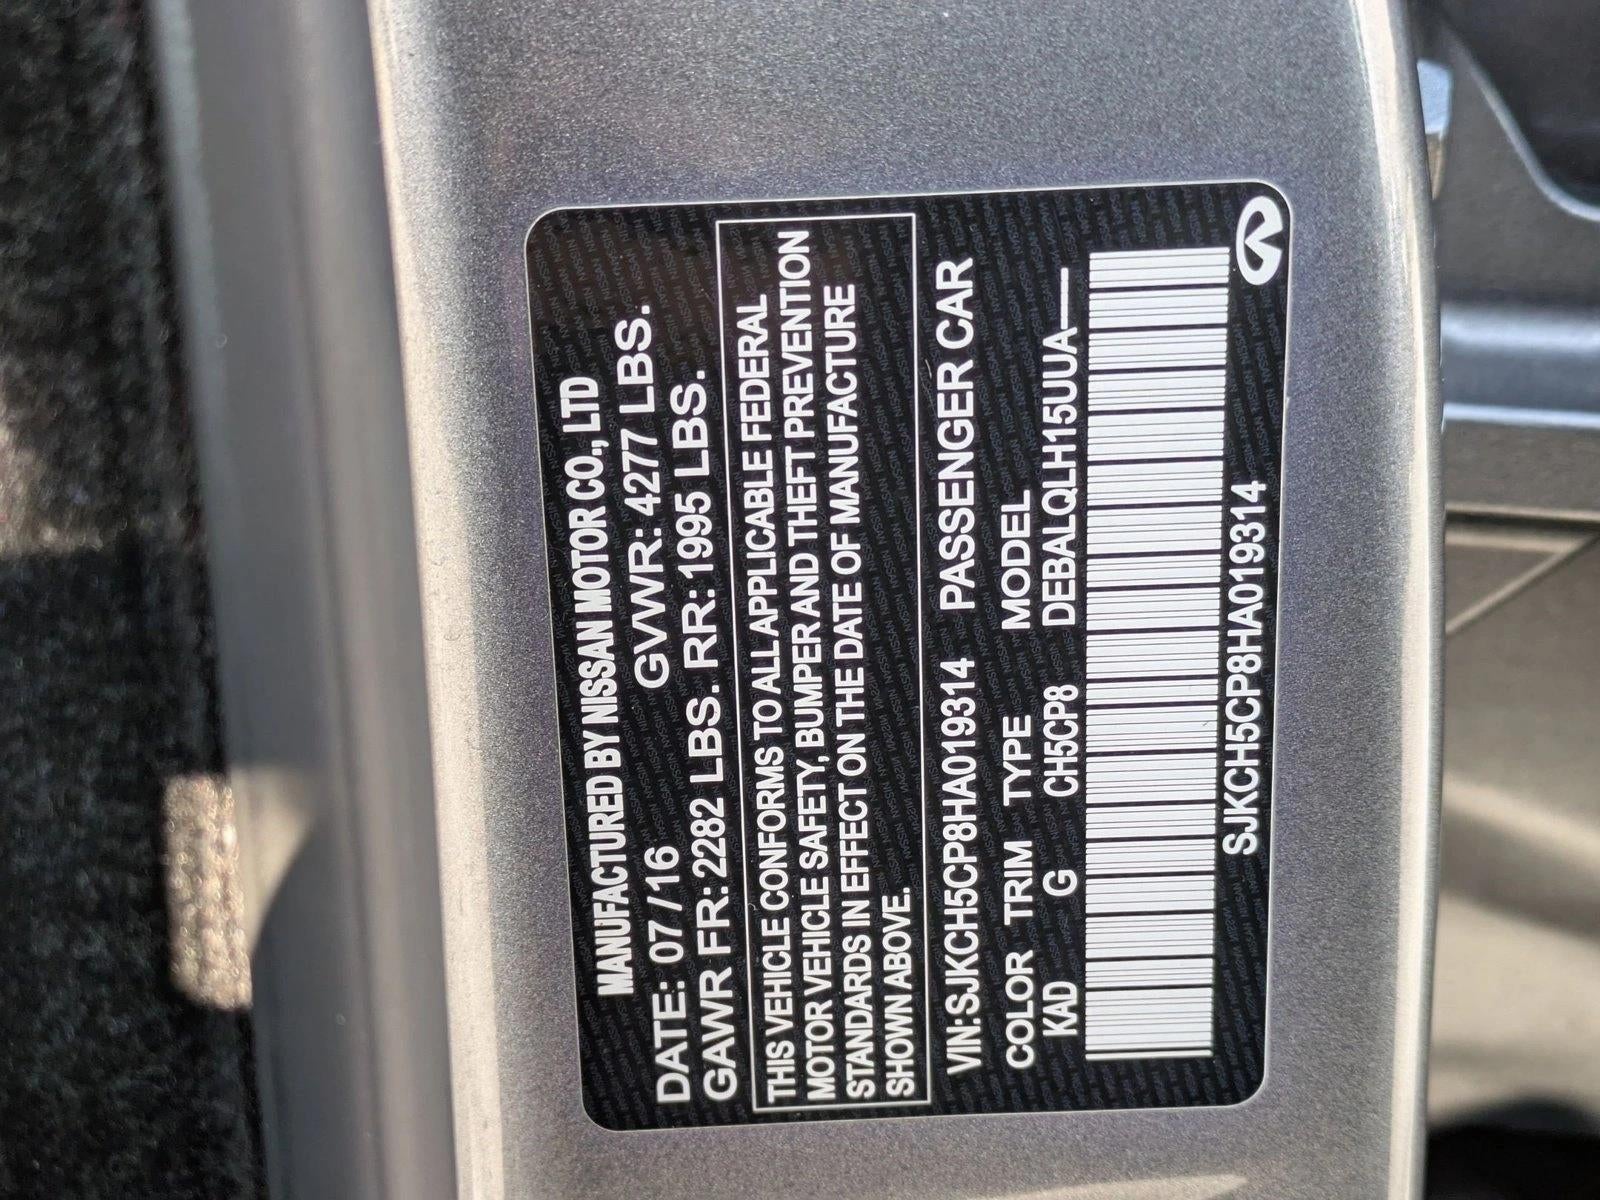 MANUFACTURED BY NISSAN MOTOR CO., LTD
DATE: 07 / 16 GVWR: 4277 LBS.
GAWR FR: 2282 LBS. RR: 1995 LBS.
THIS VEHICLE CONFORMS TO ALL APPLICABLE FEDERAL
MOTOR VEHICLE SAFETY, BUMPER AND THEFT PREVENTION
STANDARDS IN EFFECT ON THE DATE OF MANUFACTURE
SHOWN ABOVE.
VIN:SJKCH5CP8HA019314 PASSENGER CAR
COLOR TRIM TYPE MODEL
KAD G CH5CP8 DEBALQLH15UUA—
SJKCH5CP8HA019314